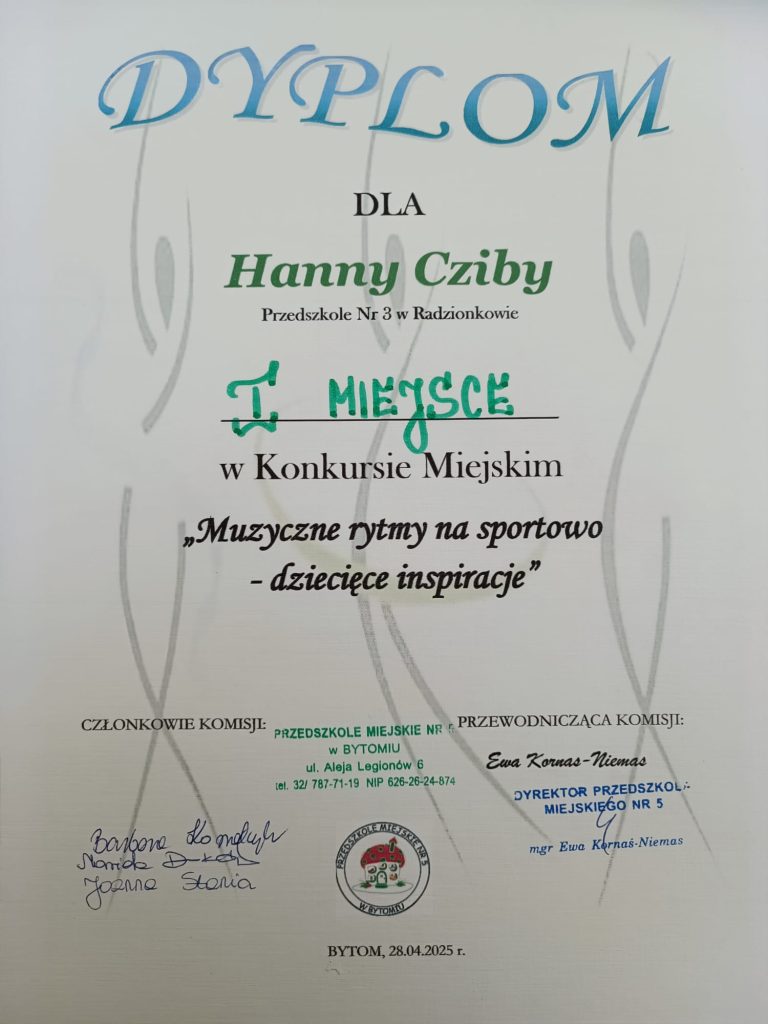 DYPLOM
DLA
Hanny Cziby
Przedszkole Nr 3 w Radzionkowie
I MIEJSCE
w Konkursie Miejskim
„Muzyczne rytmy na sportowo
- dziecięce inspiracje”
CZŁONKOWIE KOMISJI:
PRZEDSZKOLE MIEJSKIE NR 5
w BYTOMIU
ul. Aleja Legionów 6
tel. 32/ 787-71-19 NIP 626-26-24-874
PRZEWODNICZĄCA KOMISJI:
Ewa Kornas-Niemas
DYREKTOR PRZEDSZKOLA
MIEJSKIEGO NR 5
mgr Ewa Kornaś-Niemas
Barbara
Joanna Stania
PRZEDSZKOLE MIEJSKIE NR 5
W BYTOMIU
BYTOM, 28.04.2025 r.